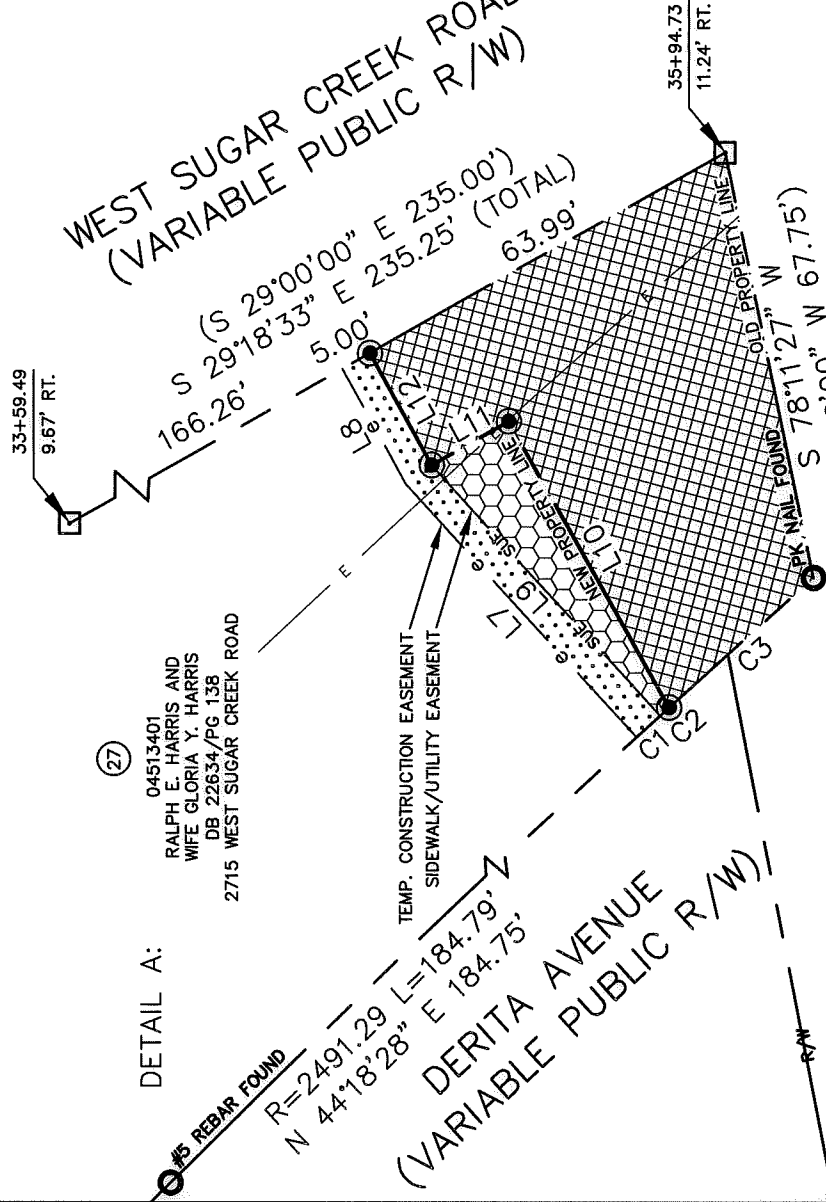 WEST SUGAR CREEK ROAD
(VARIABLE PUBLIC R/W)
35+94.73
11.24' RT.
33+59.49
9.67' RT.
(S 29°00'00" E 235.00')
S 29°18'33" E 235.25' (TOTAL)
166.26'
5.00'
63.99'
L8
e
L12
L11
E
E
OLD PROPERTY LINE
27
04513401
RALPH E. HARRIS AND
WIFE GLORIA Y. HARRIS
DB 22634/PG 138
2715 WEST SUGAR CREEK ROAD
TEMP. CONSTRUCTION EASEMENT
SIDEWALK/UTILITY EASEMENT
L7
e
e
L9
SUE
SUE
NEW PROPERTY LINE
L10
PK NAIL FOUND
S 78°11'27" W
W 67.75')
C1
C2
C3
DETAIL A:
#5 REBAR FOUND
R=2491.29 L=184.79'
N 44°18'28" E 184.75'
DERITA AVENUE
(VARIABLE PUBLIC R/W)
R/W